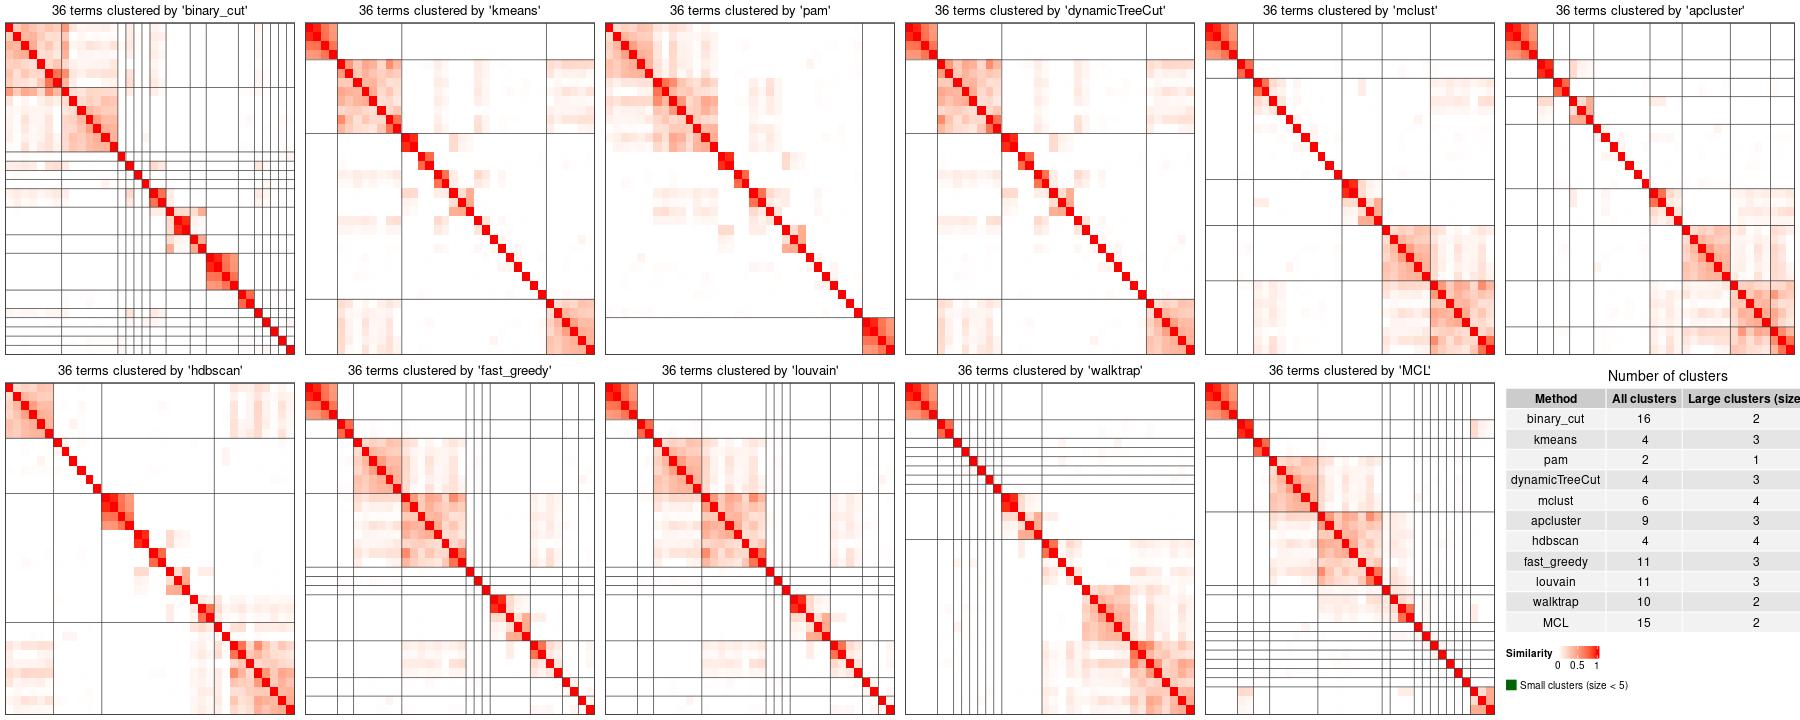 36 terms clustered by 'binary_cut'
36 terms clustered by 'kmeans'
36 terms clustered by 'pam'
36 terms clustered by 'dynamicTreeCut'
36 terms clustered by 'mclust'
36 terms clustered by 'apcluster'
36 terms clustered by 'hdbscan'
36 terms clustered by 'fast_greedy'
36 terms clustered by 'louvain'
36 terms clustered by 'walktrap'
36 terms clustered by 'MCL'
Number of clusters
Method All clusters Large clusters (size
binary_cut 16 2
kmeans 4 3
pam 2 1
dynamicTreeCut 4 3
mclust 6 4
apcluster 9 3
hdbscan 4 4
fast_greedy 11 3
louvain 11 3
walktrap 10 2
MCL 15 2
Similarity
0 0.5 1
Small clusters (size < 5)